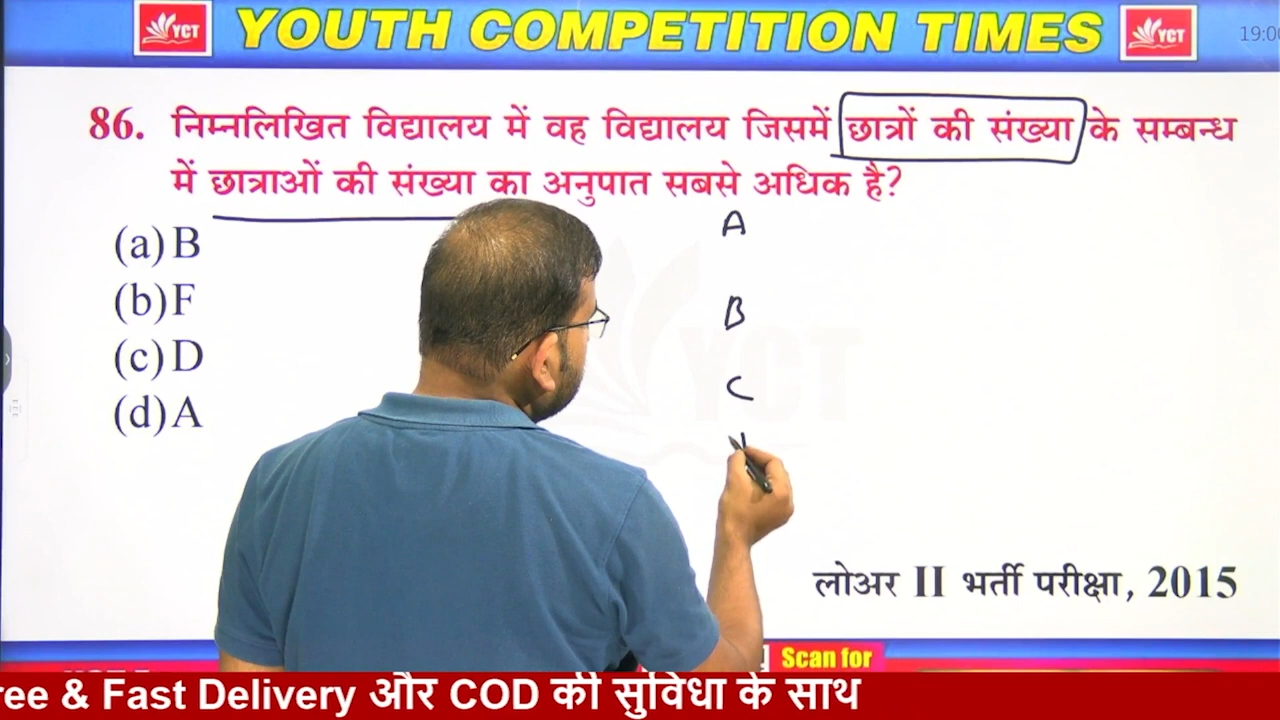 YCT
YOUTH COMPETITION TIMES
YCT
19:00
86. निम्नलिखित विद्यालय में वह विद्यालय जिसमें छात्रों की संख्या के सम्बन्ध
में छात्राओं की संख्या का अनुपात सबसे अधिक है?
(a) B
(b) F
(c) D
(d) A
A
B
C
YCT
लोअर II भर्ती परीक्षा, 2015
Scan for
ree & Fast Delivery और COD की सुविधा के साथ